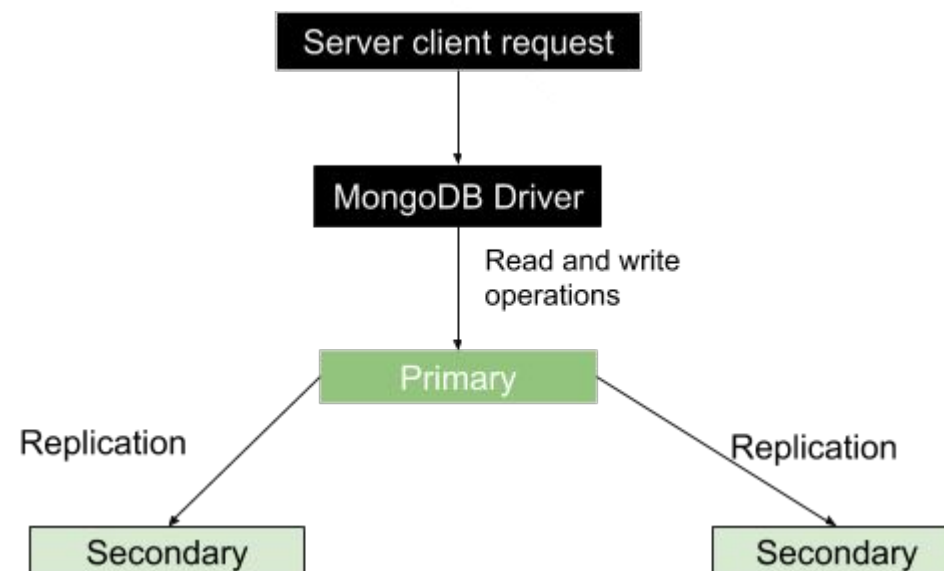 Server client request
MongoDB Driver
Read and write
operations
Primary
Replication
Replication
Secondary
Secondary